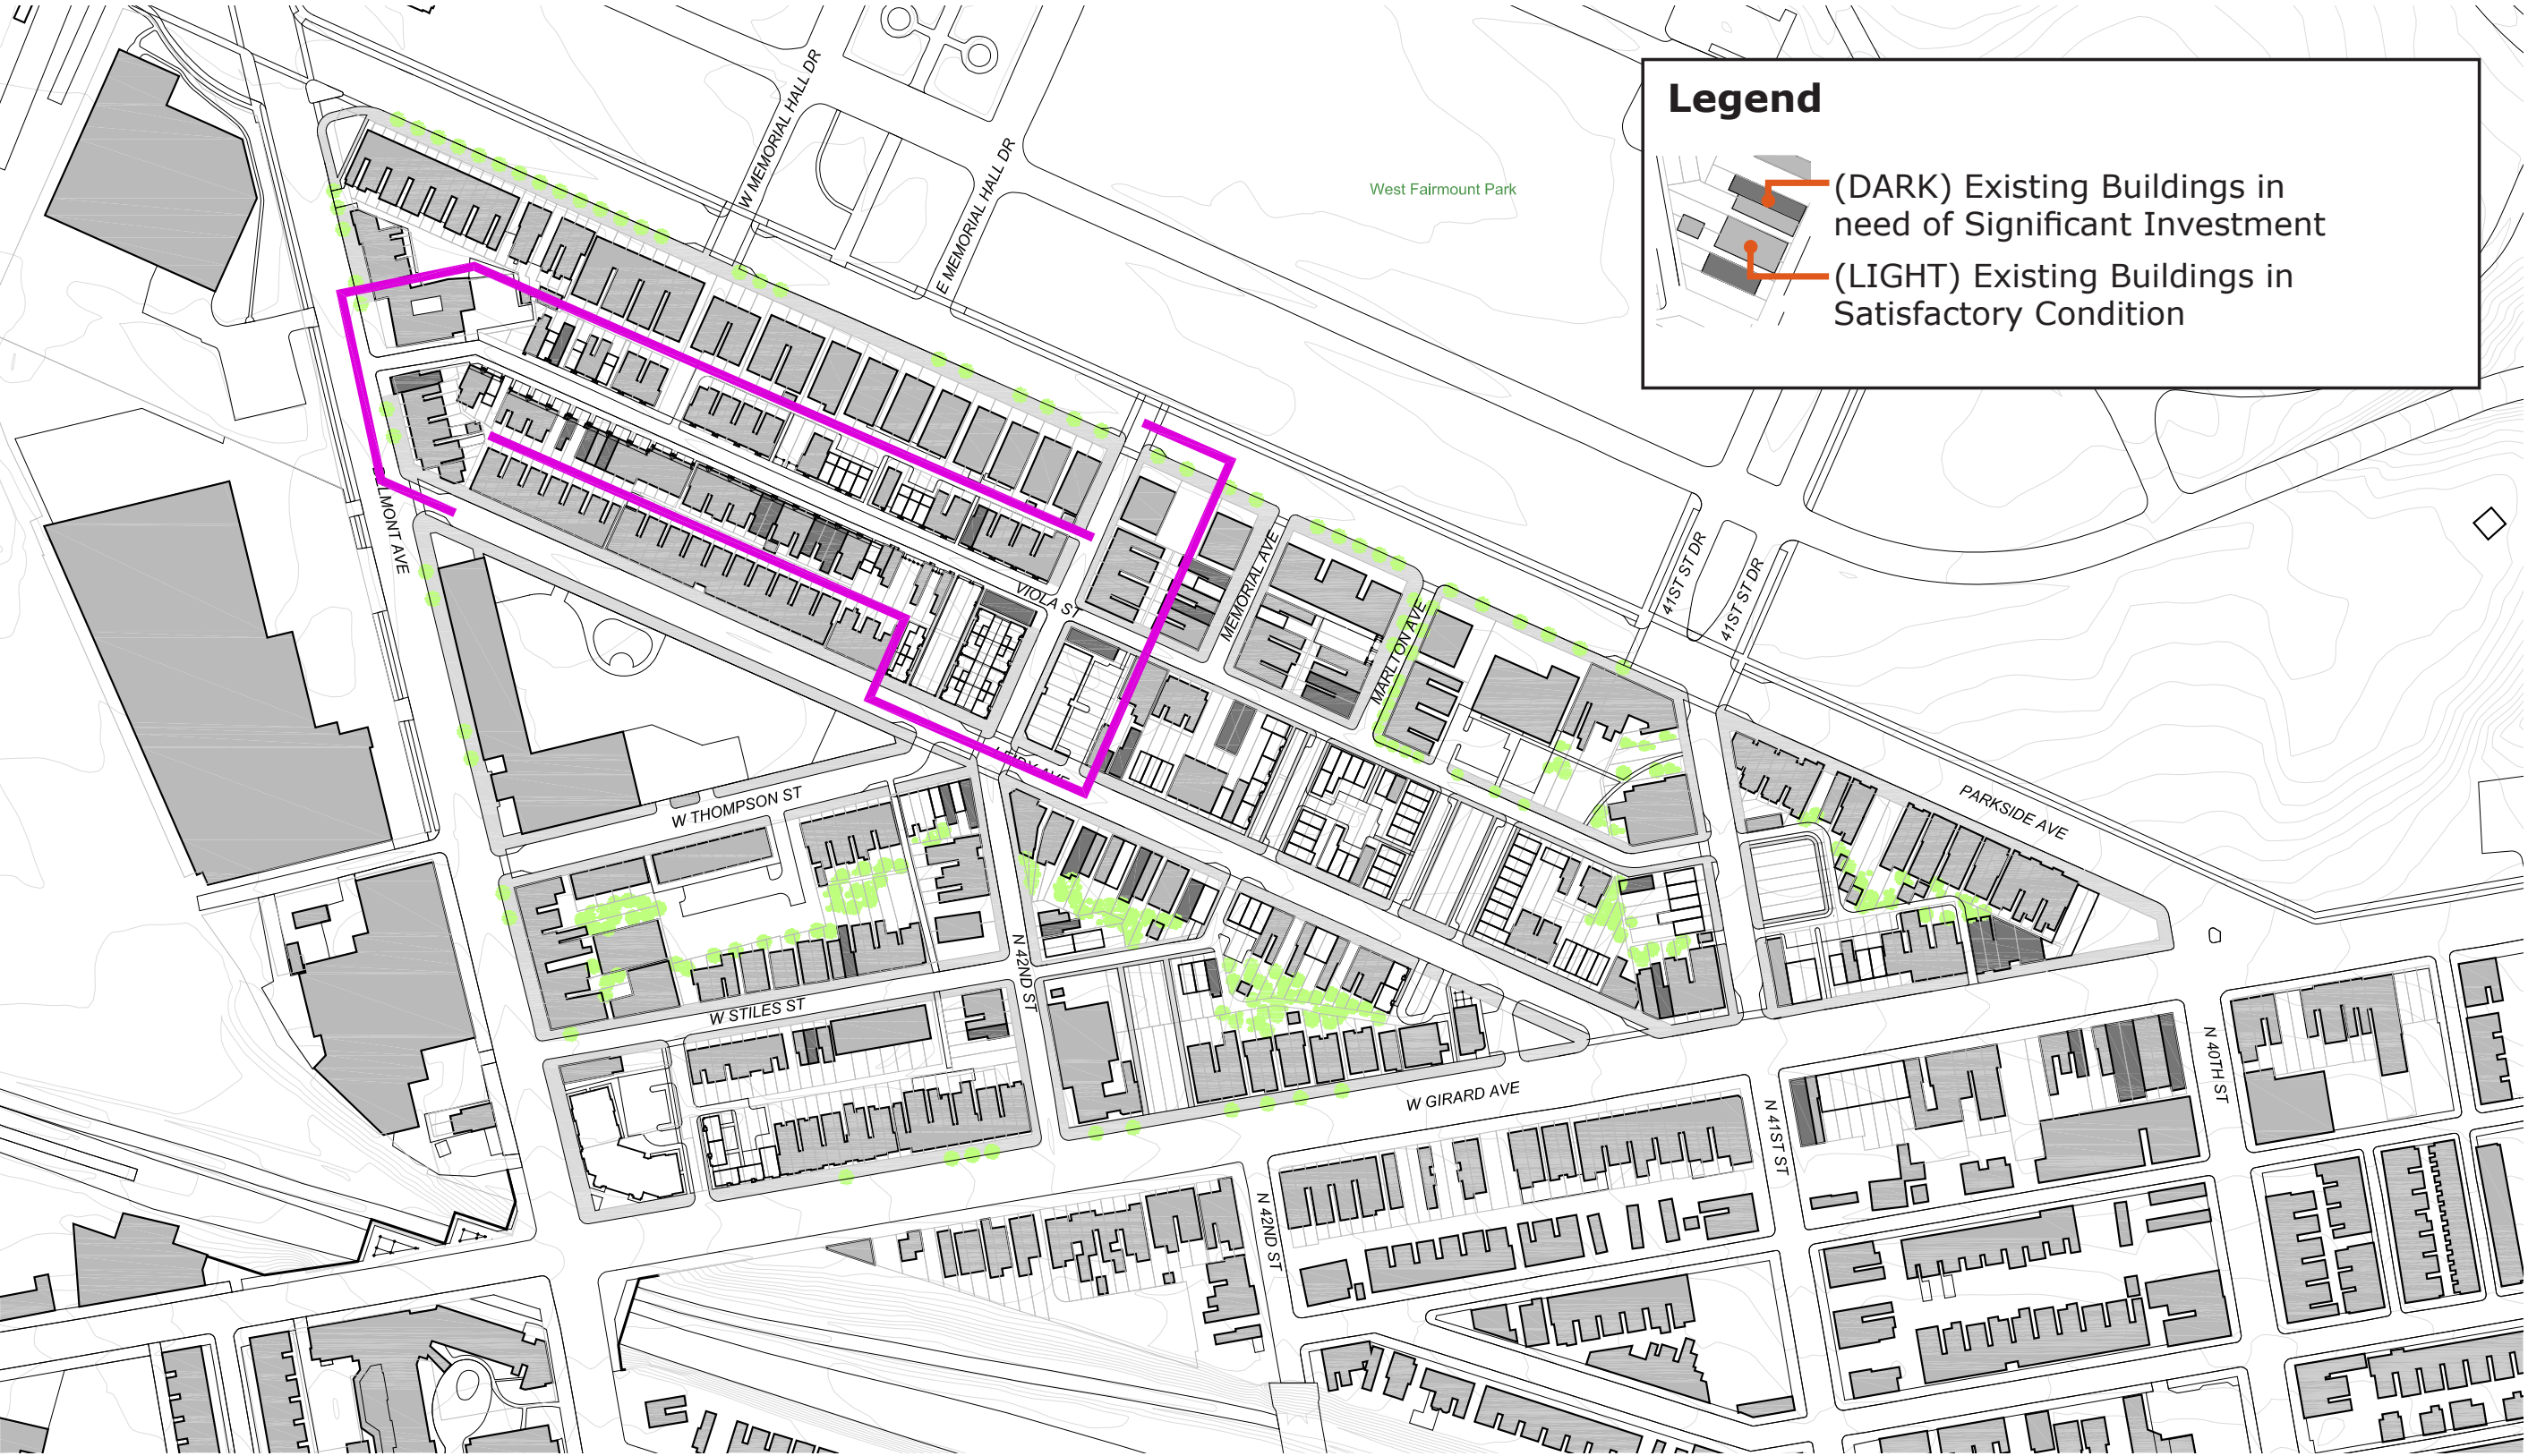 W MEMORIAL HALL DR
E MEMORIAL HALL DR
West Fairmount Park
Legend
(DARK) Existing Buildings in
need of Significant Investment
(LIGHT) Existing Buildings in
Satisfactory Condition
LMONT AVE
VIOLA ST
MEMORIAL AVE
MARLTON AVE
41ST ST DR
41ST ST DR
PARKSIDE AVE
W THOMPSON ST
N 42ND ST
W STILES ST
W GIRARD AVE
N 41ST ST
N 40TH ST
N 42ND ST